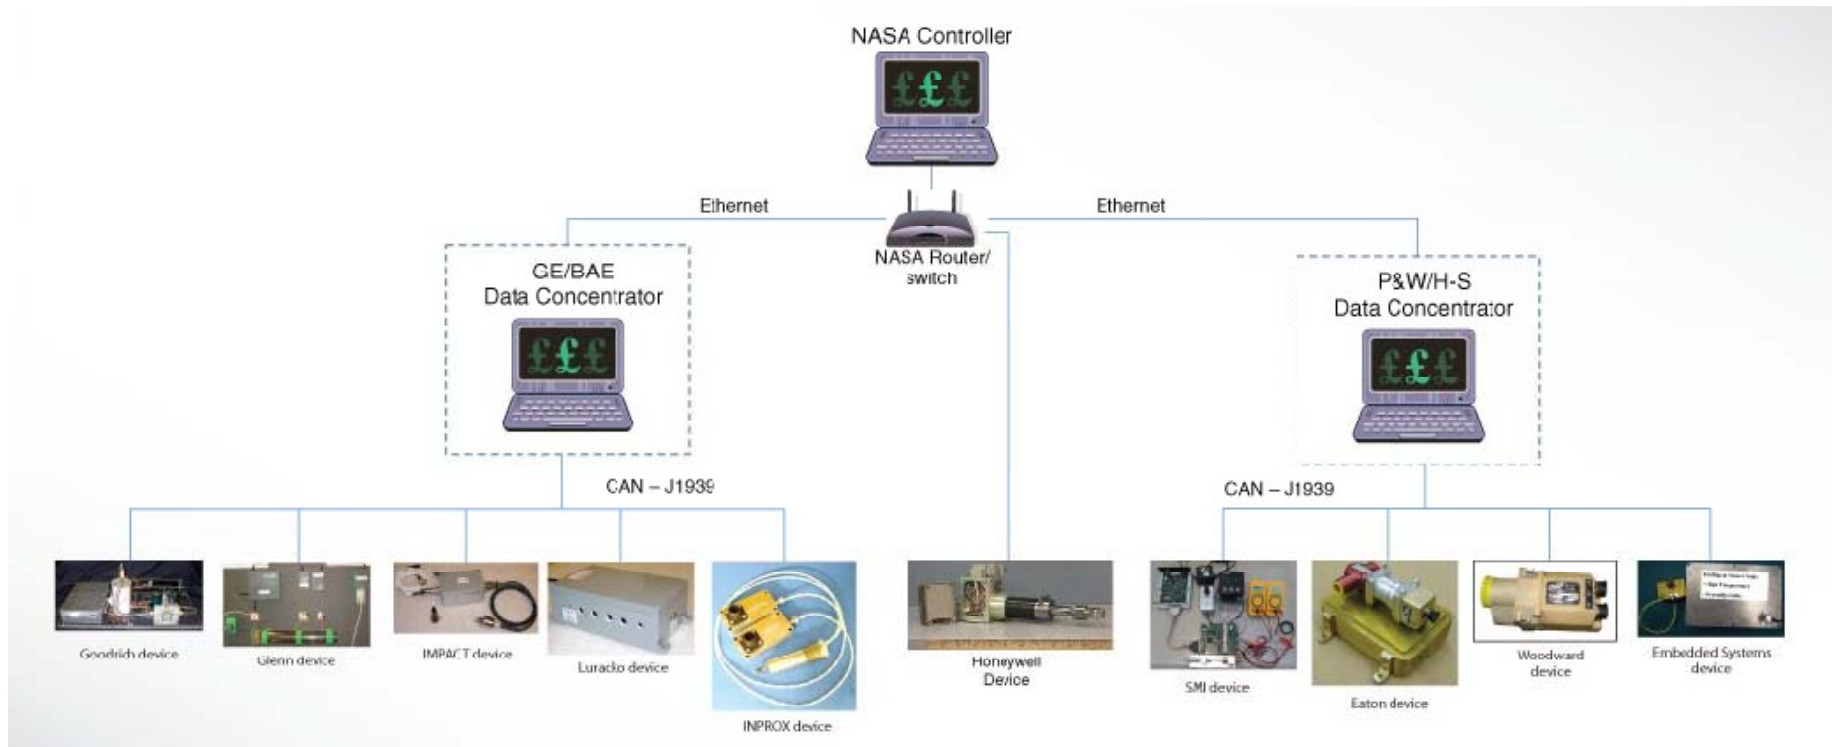 NASA Controller
£££
Ethernet
Ethernet
NASA Router/
switch
GE/BAE
Data Concentrator
£££
P&W/H-S
Data Concentrator
£££
CAN – J1939
CAN – J1939
Goodrich device
Glenn device
IMPACT device
Luracko device
INPROX device
Honeywell
Device
SMI device
Eaton device
Woodward
device
Embedded Systems
device